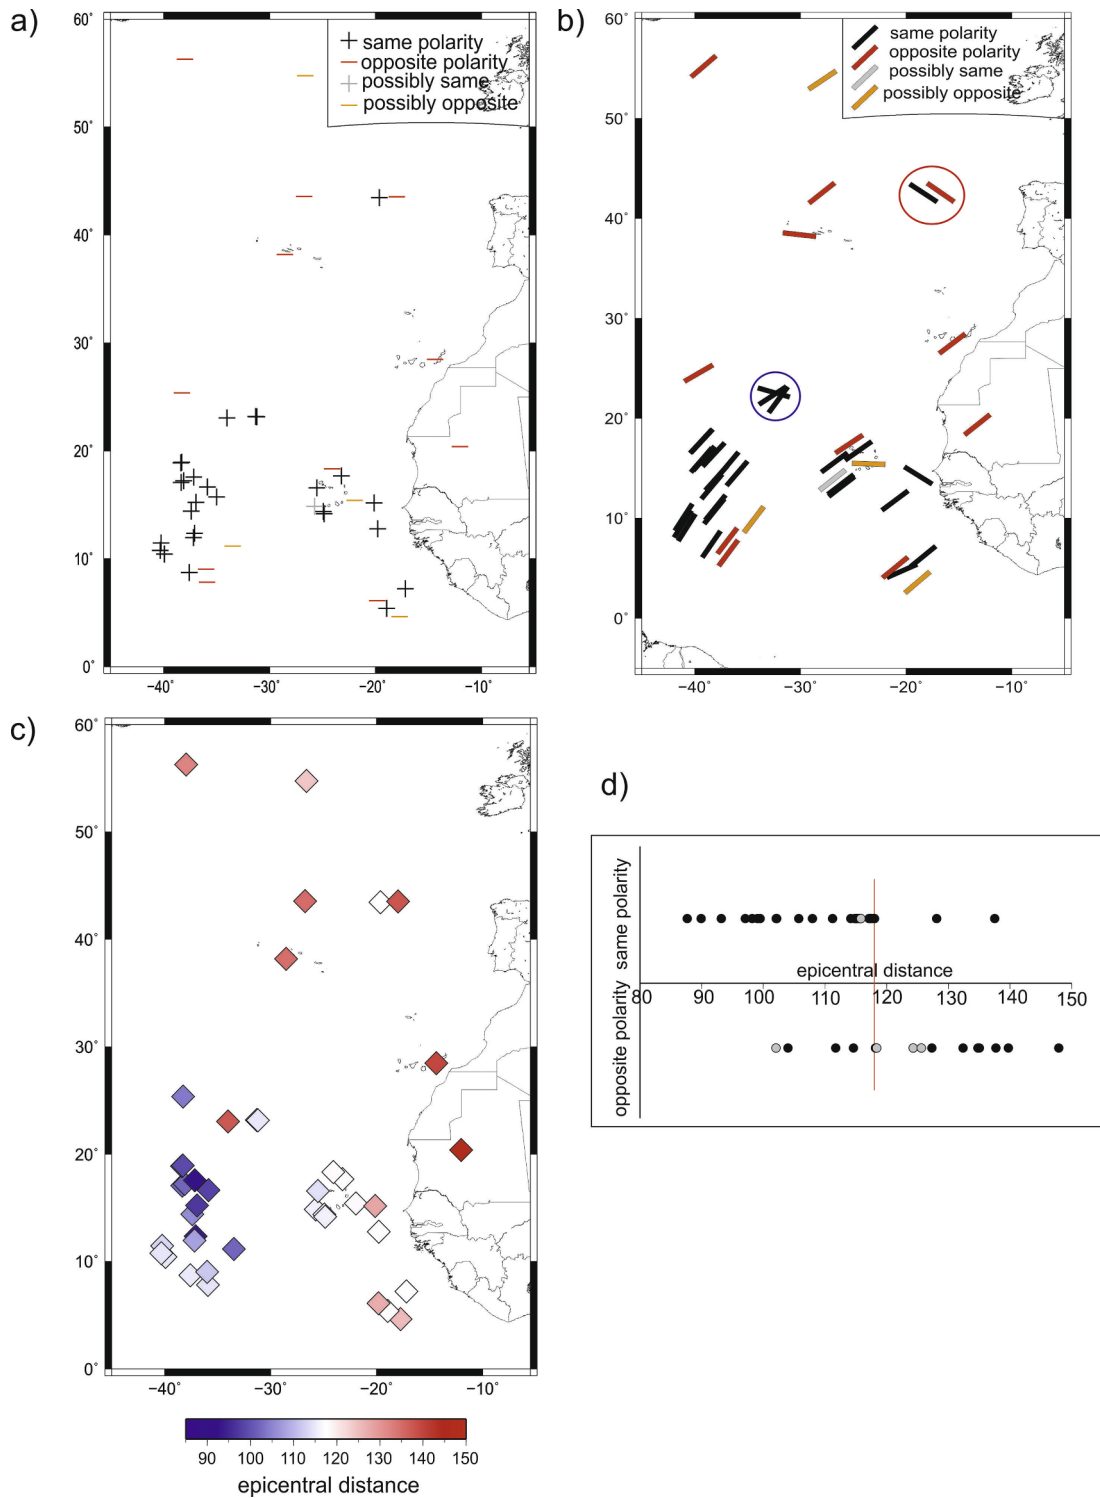 a)
60°
50°
40°
30°
20°
10°
0°
−40°
−30°
−20°
−10°
same polarity
opposite polarity
possibly same
possibly opposite
b)
60°
50°
40°
30°
20°
10°
0°
−40°
−30°
−20°
−10°
same polarity
opposite polarity
possibly same
possibly opposite
c)
60°
50°
40°
30°
20°
10°
0°
−40°
−30°
−20°
−10°
90 100 110 120 130 140 150
epicentral distance
d)
same polarity
opposite polarity
epicentral distance
80 90 100 110 120 130 140 150